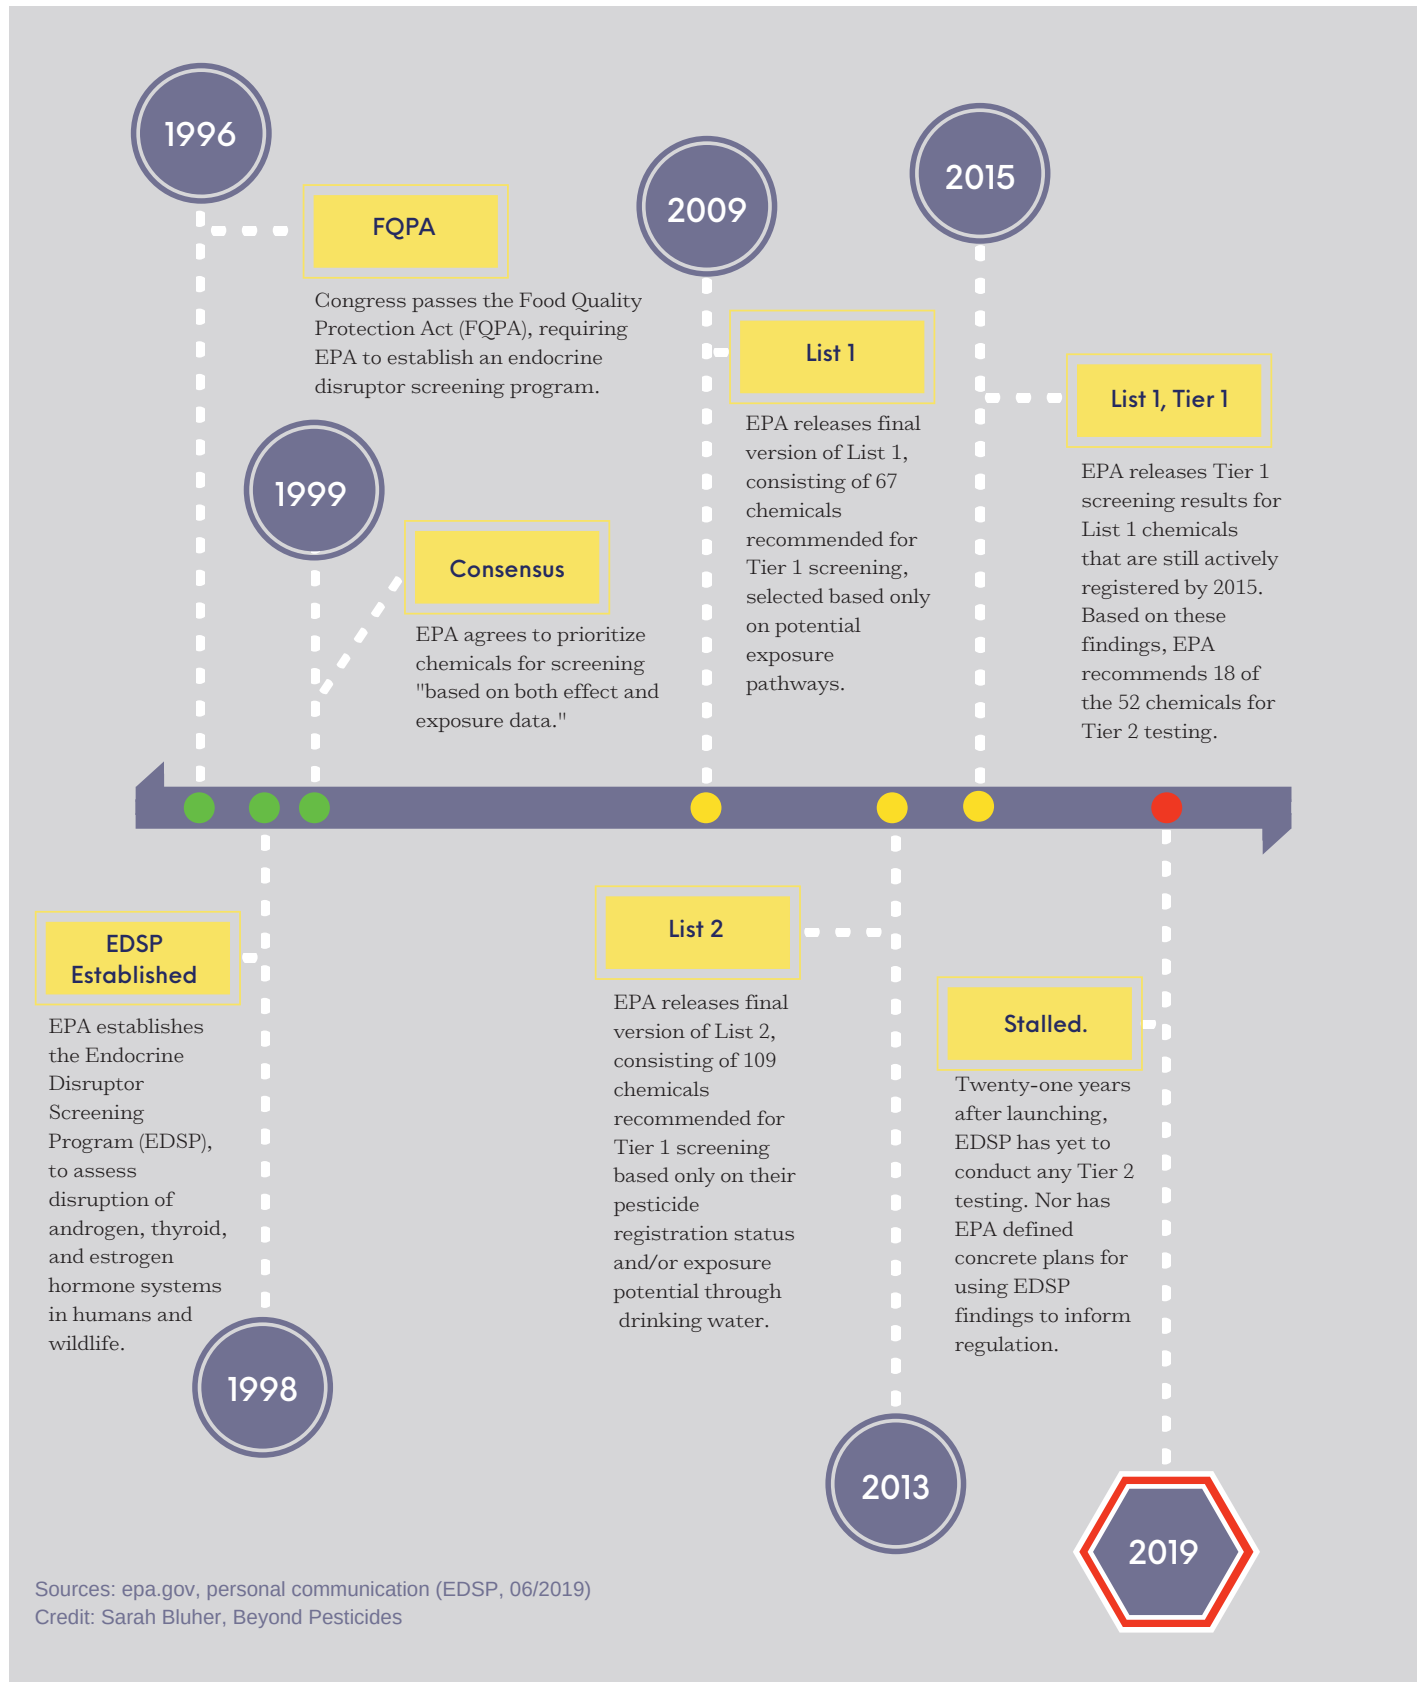 1996
FQPA
Congress passes the Food Quality
Protection Act (FQPA), requiring
EPA to establish an endocrine
disruptor screening program.
1999
Consensus
EPA agrees to prioritize
chemicals for screening
"based on both effect and
exposure data."
2009
List 1
EPA releases final
version of List 1,
consisting of 67
chemicals
recommended for
Tier 1 screening,
selected based only
on potential
exposure
pathways.
2015
List 1, Tier 1
EPA releases Tier 1
screening results for
List 1 chemicals
that are still actively
registered by 2015.
Based on these
findings, EPA
recommends 18 of
the 52 chemicals for
Tier 2 testing.
EDSP
Established
EPA establishes
the Endocrine
Disruptor
Screening
Program (EDSP),
to assess
disruption of
androgen, thyroid,
and estrogen
hormone systems
in humans and
wildlife.
1998
List 2
EPA releases final
version of List 2,
consisting of 109
chemicals
recommended for
Tier 1 screening
based only on their
pesticide
registration status
and/or exposure
potential through
drinking water.
2013
Stalled.
Twenty-one years
after launching,
EDSP has yet to
conduct any Tier 2
testing. Nor has
EPA defined
concrete plans for
using EDSP
findings to inform
regulation.
2019
Sources: epa.gov, personal communication (EDSP, 06/2019)
Credit: Sarah Bluher, Beyond Pesticides